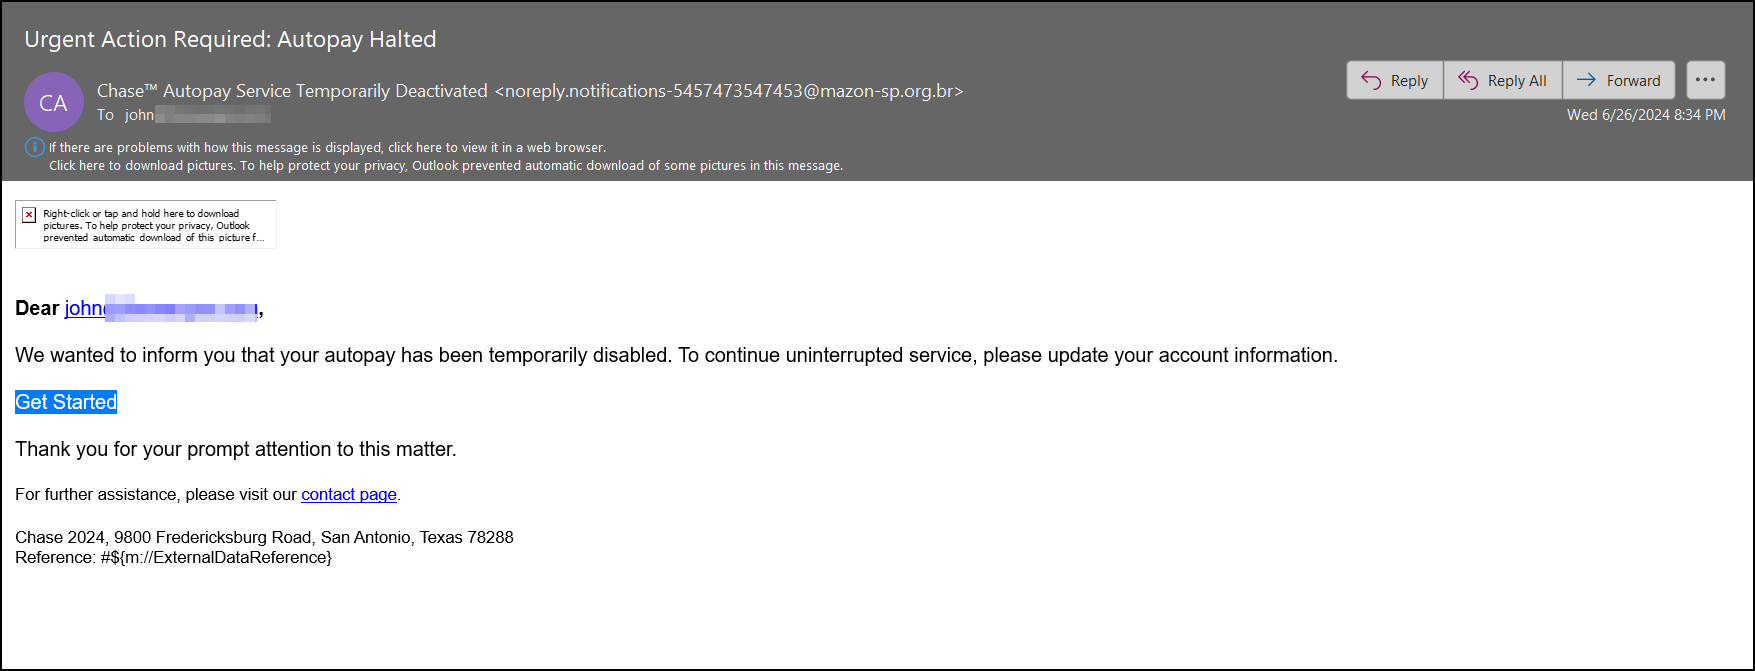 Urgent Action Required: Autopay Halted
CA
Chase™ Autopay Service Temporarily Deactivated <noreply.notifications-5457473547453@mazon-sp.org.br>
Reply
Reply All
Forward
To john
Wed 6/26/2024 8:34 PM
If there are problems with how this message is displayed, click here to view it in a web browser.
Click here to download pictures. To help protect your privacy, Outlook prevented automatic download of some pictures in this message.
Right-click or tap and hold here to download
pictures. To help protect your privacy, Outlook
prevented automatic download of this picture f...
Dear john,
We wanted to inform you that your autopay has been temporarily disabled. To continue uninterrupted service, please update your account information.
Get Started
Thank you for your prompt attention to this matter.
For further assistance, please visit our contact page.
Chase 2024, 9800 Fredericksburg Road, San Antonio, Texas 78288
Reference: #${m://ExternalDataReference}